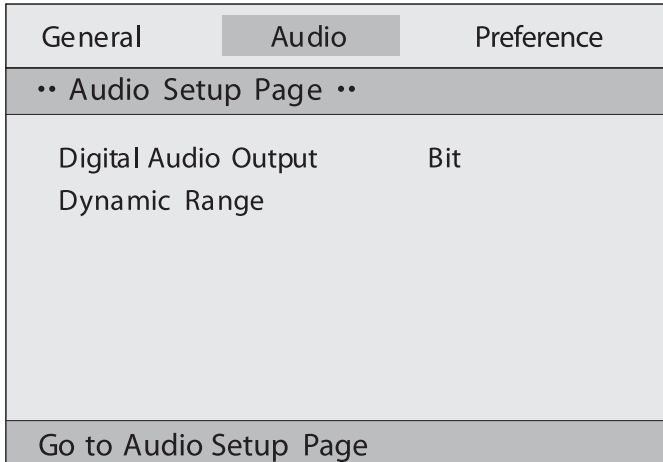 General Audio Preference
·· Audio Setup Page ··
Digital Audio Output Bit
Dynamic Range
Go to Audio Setup Page